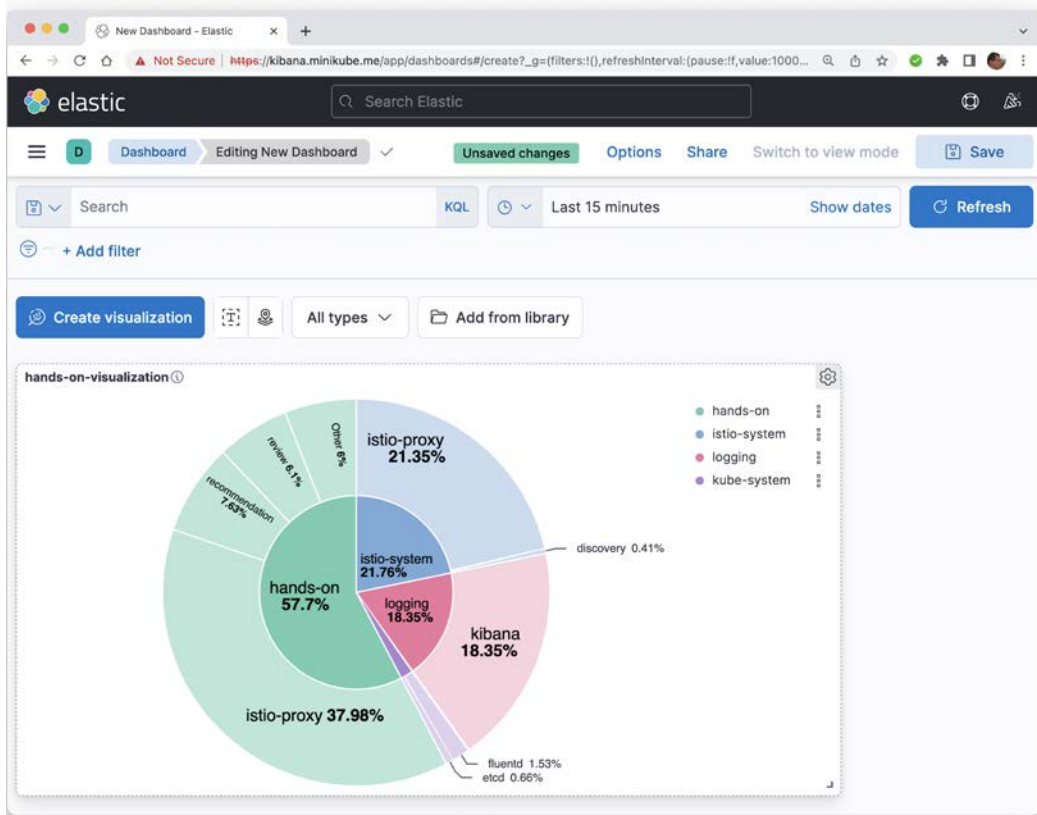 New Dashboard - Elastic
Not Secure | https://kibana.minikube.me/app/dashboards#/create?_g=(filters:!(),refreshInterval:(pause:!f,value:1000...
elastic
Search Elastic
D Dashboard Editing New Dashboard Unsaved changes Options Share Switch to view mode Save
Search KQL Last 15 minutes Show dates Refresh
+ Add filter
Create visualization All types Add from library
hands-on-visualization
hands-on
istio-system
logging
kube-system
Other 6%
review 6.1%
recommendation
7.63%
istio-proxy
21.35%
discovery 0.41%
istio-system
21.76%
hands-on
57.7%
logging
18.35%
kibana
18.35%
istio-proxy 37.98%
fluentd 1.53%
etcd 0.66%